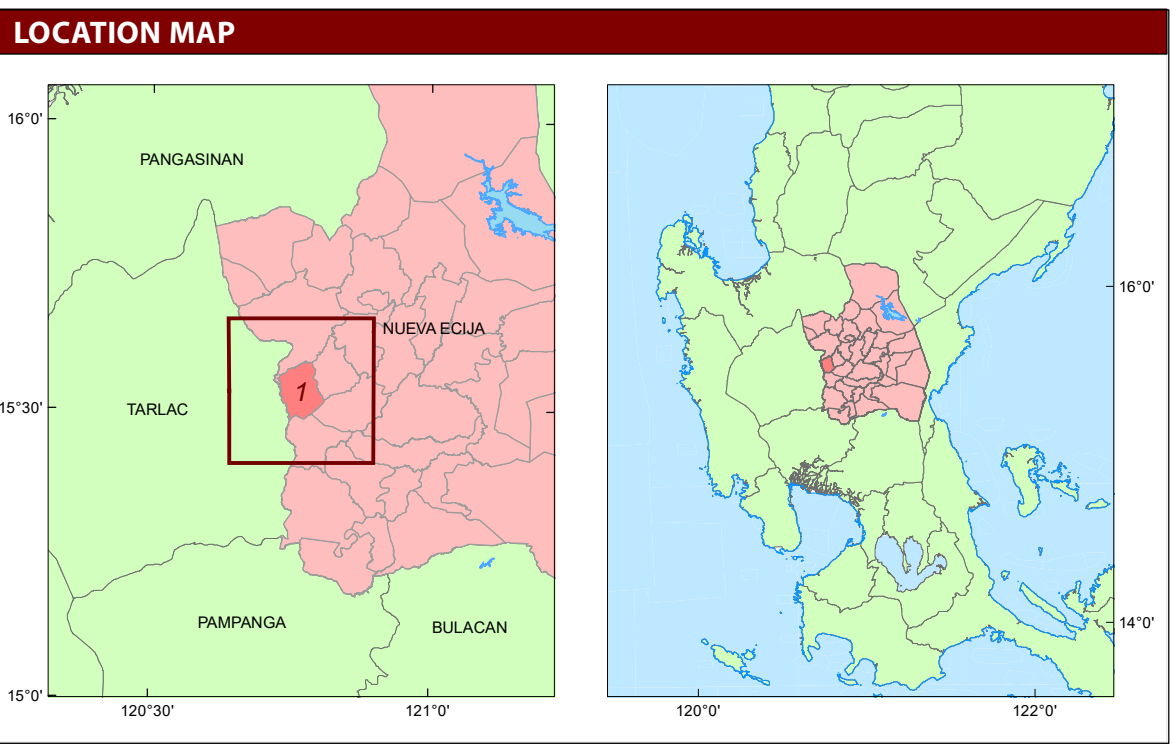 LOCATION MAP
16°0'
PANGASINAN
NUEVA ECIJA
1
15°30'
TARLAC
PAMPANGA
BULACAN
15°0'
120°30'
121°0'
16°0'
14°0'
120°0'
122°0'